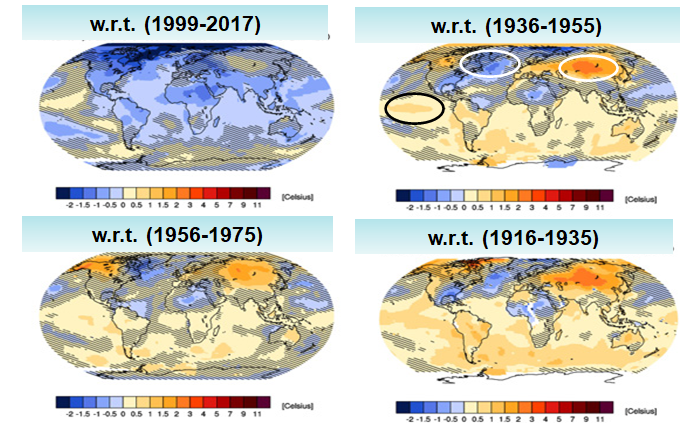 w.r.t. (1999-2017)
w.r.t. (1936-1955)
-2 -1.5 -1 -0.5 0 0.5 1 1.5 2 3 4 5 7 9 11 [Celsius]
-2 -1.5 -1 -0.5 0 0.5 1 1.5 2 3 4 5 7 9 11 [Celsius]
w.r.t. (1956-1975)
w.r.t. (1916-1935)
-2 -1.5 -1 -0.5 0 0.5 1 1.5 2 3 4 5 7 9 11 [Celsius]
-2 -1.5 -1 -0.5 0 0.5 1 1.5 2 3 4 5 7 9 11 [Celsius]